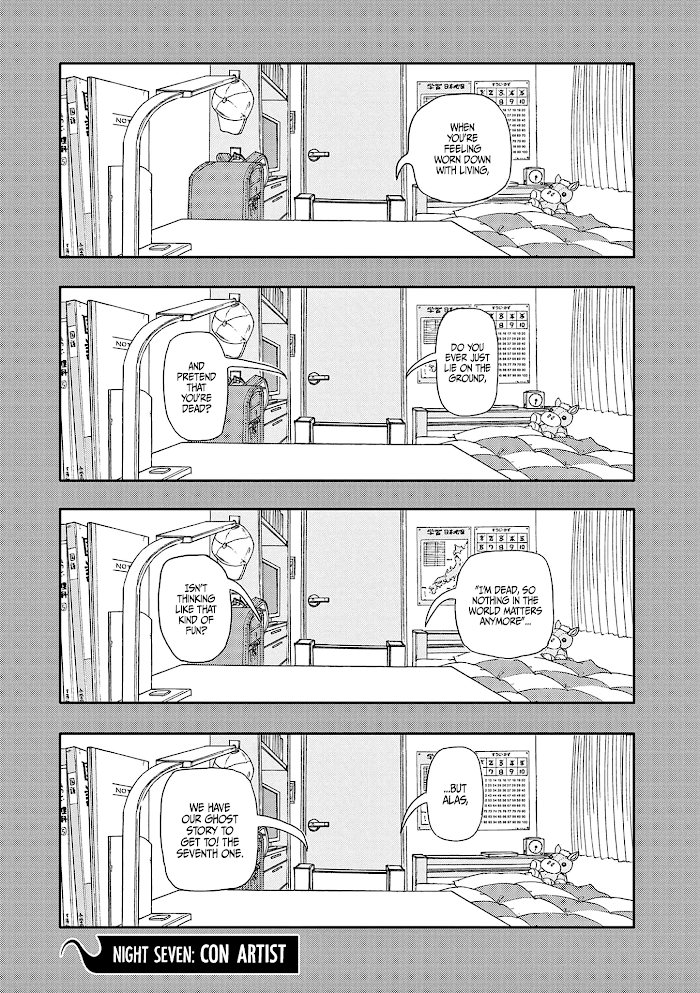 WHEN
YOU'RE
FEELING
WORN DOWN
WITH LIVING,
DO YOU
EVER JUST
LIE ON THE
GROUND,
AND
PRETEND
THAT
YOU'RE
DEAD?
"I'M DEAD, SO
NOTHING IN THE
WORLD MATTERS
ANYMORE"...
ISN'T
THINKING
LIKE THAT
KIND OF
FUN?
...BUT
ALAS,
WE HAVE
OUR GHOST
STORY TO
GET TO! THE
SEVENTH ONE.
NIGHT SEVEN: CON ARTIST